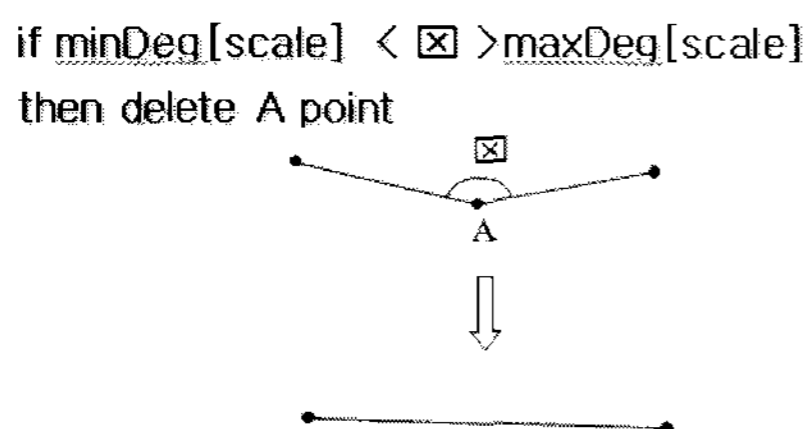 if minDeg[scale] < ☒ >maxDeg[scale]
then delete A point
☒
A